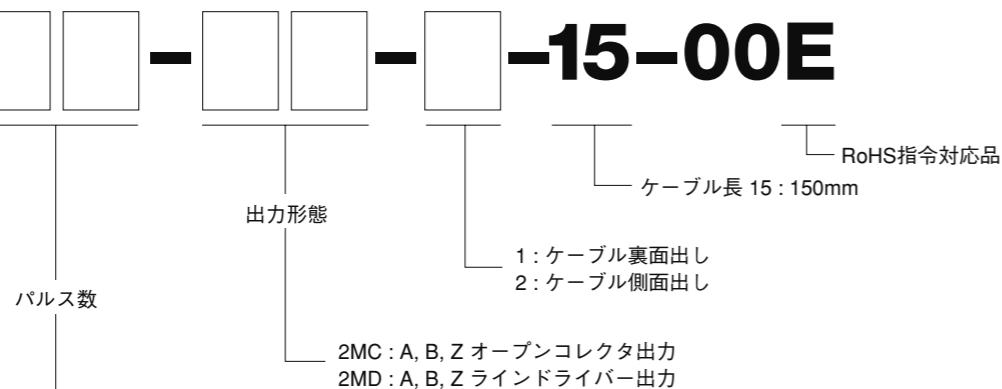 -15-00E
RoHS指令対応品
ケーブル長 15 : 150mm
出力形態
1 : ケーブル裏面出し
2 : ケーブル側面出し
パルス数
2MC : A, B, Z オープンコレクタ出力
2MD : A, B, Z ラインドライバー出力